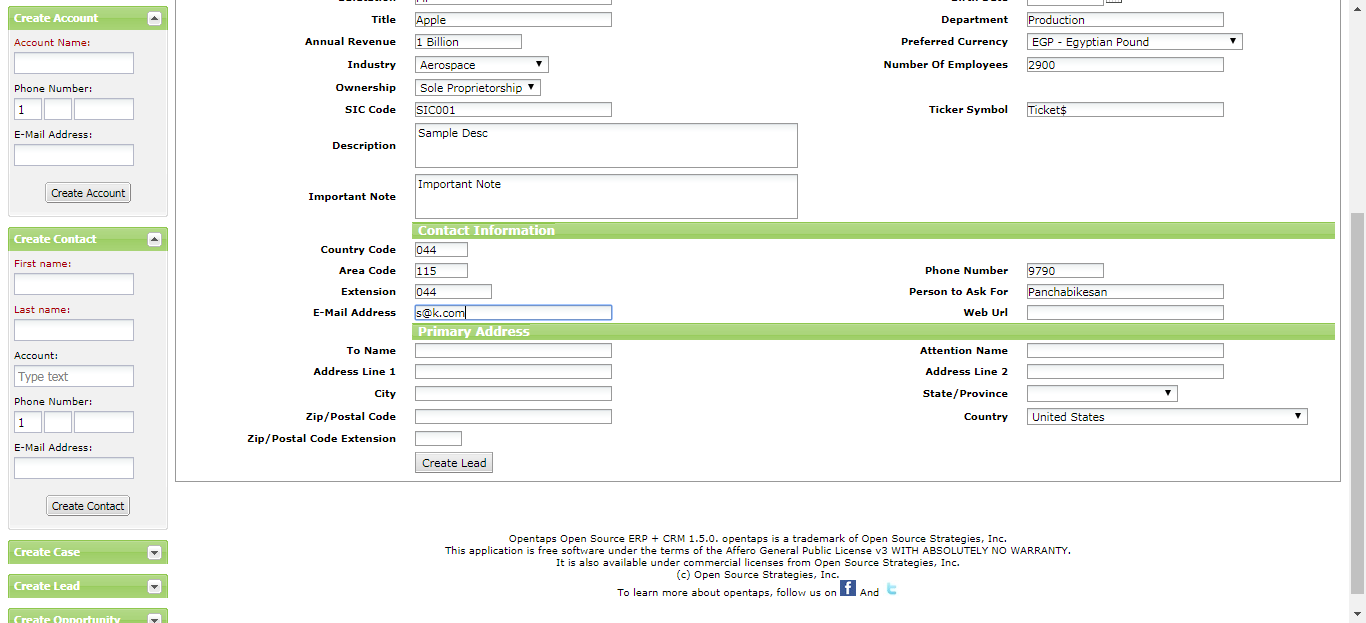 Create Account
Account Name:
Phone Number:
1
E-Mail Address:
Create Account
Create Contact
First name:
Last name:
Account:
Type text
Phone Number:
1
E-Mail Address:
Create Contact
Create Case
Create Lead
Create Opportunity
Title Apple Department Production
Annual Revenue 1 Billion Preferred Currency EGP - Egyptian Pound
Industry Aerospace Number Of Employees 2900
Ownership Sole Proprietorship
SIC Code SIC001 Ticker Symbol Ticket$
Description Sample Desc
Important Note Important Note
Contact Information
Country Code 044
Area Code 115 Phone Number 9790
Extension 044 Person to Ask For Panchabikesan
E-Mail Address s@k.com Web Url
Primary Address
To Name Attention Name
Address Line 1 Address Line 2
City State/Province
Zip/Postal Code Country United States
Zip/Postal Code Extension
Create Lead
Opentaps Open Source ERP + CRM 1.5.0. opentaps is a trademark of Open Source Strategies, Inc.
This application is free software under the terms of the Affero General Public License v3 WITH ABSOLUTELY NO WARRANTY.
It is also available under commercial licenses from Open Source Strategies, Inc.
(c) Open Source Strategies, Inc.
To learn more about opentaps, follow us on f And t